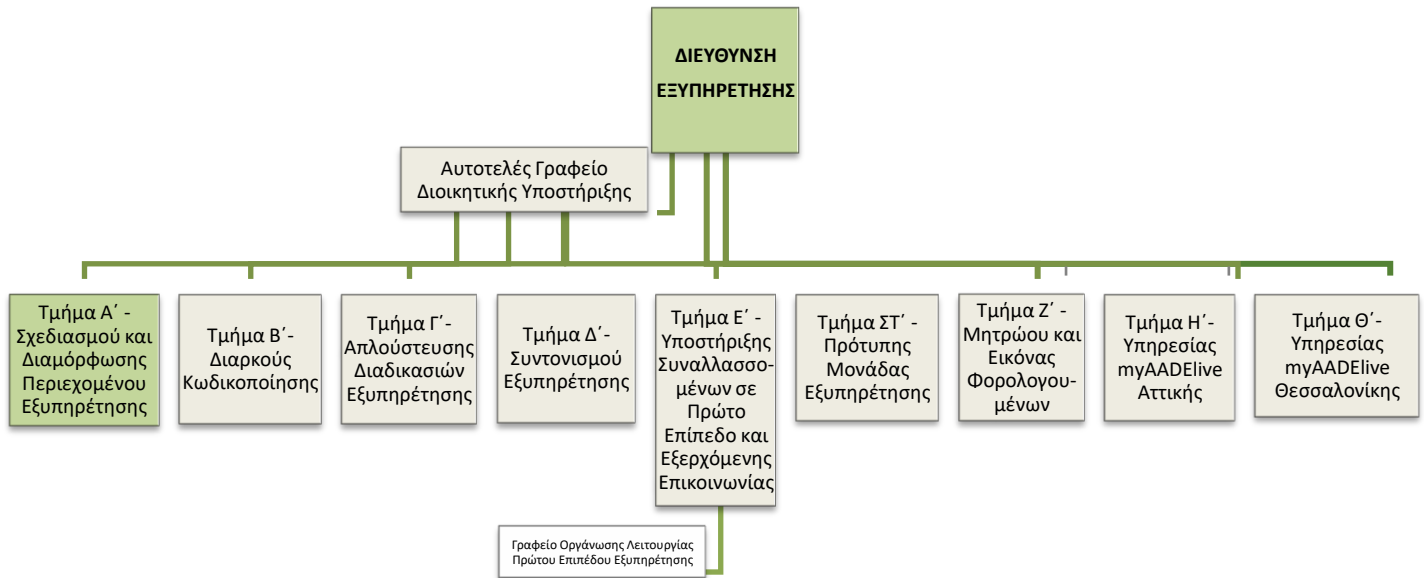 ΔΙΕΥΘΥΝΣΗ
ΕΞΥΠΗΡΕΤΗΣΗΣ
Αυτοτελές Γραφείο
Διοικητικής Υποστήριξης
Τμήμα Α΄ -
Σχεδιασμού και
Διαμόρφωσης
Περιεχομένου
Εξυπηρέτησης
Τμήμα Β΄-
Διαρκούς
Κωδικοποίησης
Τμήμα Γ΄-
Απλούστευσης
Διαδικασιών
Εξυπηρέτησης
Τμήμα Δ΄-
Συντονισμού
Εξυπηρέτησης
Τμήμα Ε΄ -
Υποστήριξης
Συναλλασσο-
μένων σε
Πρώτο
Επίπεδο και
Εξερχόμενης
Επικοινωνίας
Τμήμα ΣΤ΄ -
Πρότυπης
Μονάδας
Εξυπηρέτησης
Τμήμα Ζ΄ -
Μητρώου και
Εικόνας
Φορολογου-
μένων
Τμήμα Η΄-
Υπηρεσίας
myAADElive
Αττικής
Τμήμα Θ΄-
Υπηρεσίας
myAADElive
Θεσσαλονίκης
Γραφείο Οργάνωσης Λειτουργίας
Πρώτου Επιπέδου Εξυπηρέτησης